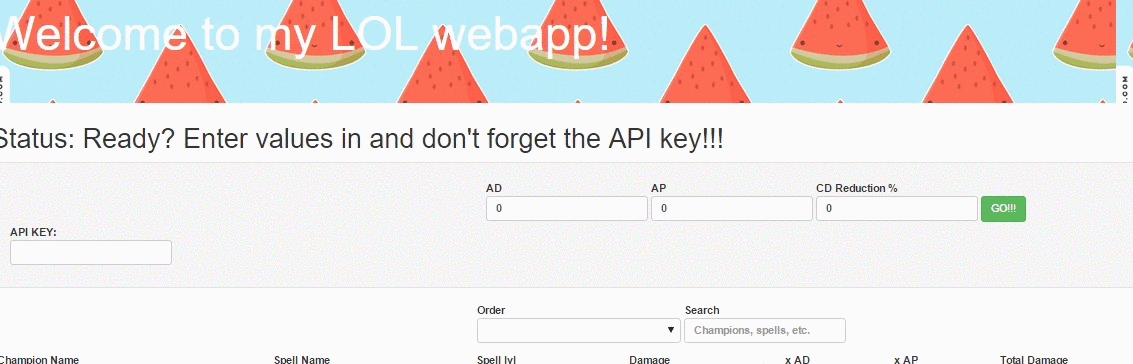 Welcome to my LOL webapp!
Status: Ready? Enter values in and don't forget the API key!!!
AD AP CD Reduction %
0 0 0 GO!!!
API KEY:
Order Search
Champions, spells, etc.
Champion Name Spell Name Spell lvl Damage x AD x AP Total Damage